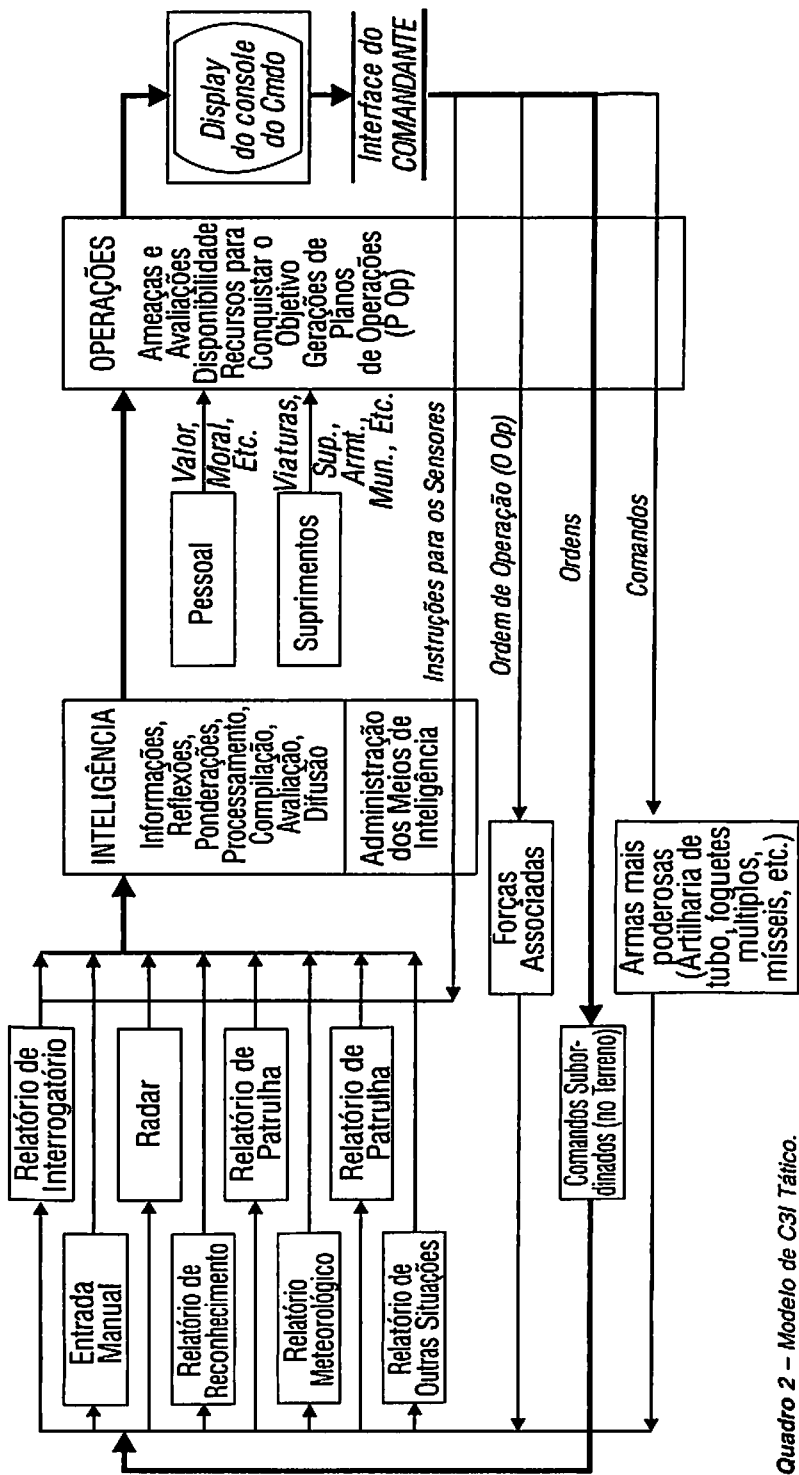 Relatório de
Interrogatório
Entrada
Manual
Radar
Relatório de
Reconhecimento
Relatório de
Patrulha
Relatório
Meteorológico
Relatório de
Patrulha
Relatório de
Outras Situações
INTELIGÊNCIA
Informações,
Reflexões,
Ponderações,
Processamento,
Compilação,
Avaliação,
Difusão
Administração
dos Meios de
Inteligência
Pessoal
Valor,
Moral,
Etc.
Suprimentos
Viaturas,
Sup.,
Armt.,
Mun., Etc.
OPERAÇÕES
Ameaças e
Avaliações
Disponibilidade
Recursos para
Conquistar o
Objetivo
Gerações de
Planos
de Operações
(P Op)
Display
do console
do Cmdo
Interface do
COMANDANTE
Instruções para os Sensores
Ordem de Operação (O Op)
Ordens
Comandos
Forças
Associadas
Comandos Subor-
dinados (no Terreno)
Armas mais
poderosas
(Artilharia de
tubo, foguetes
múltiplos,
mísseis, etc.)
Quadro 2 – Modelo de C3I Tático.